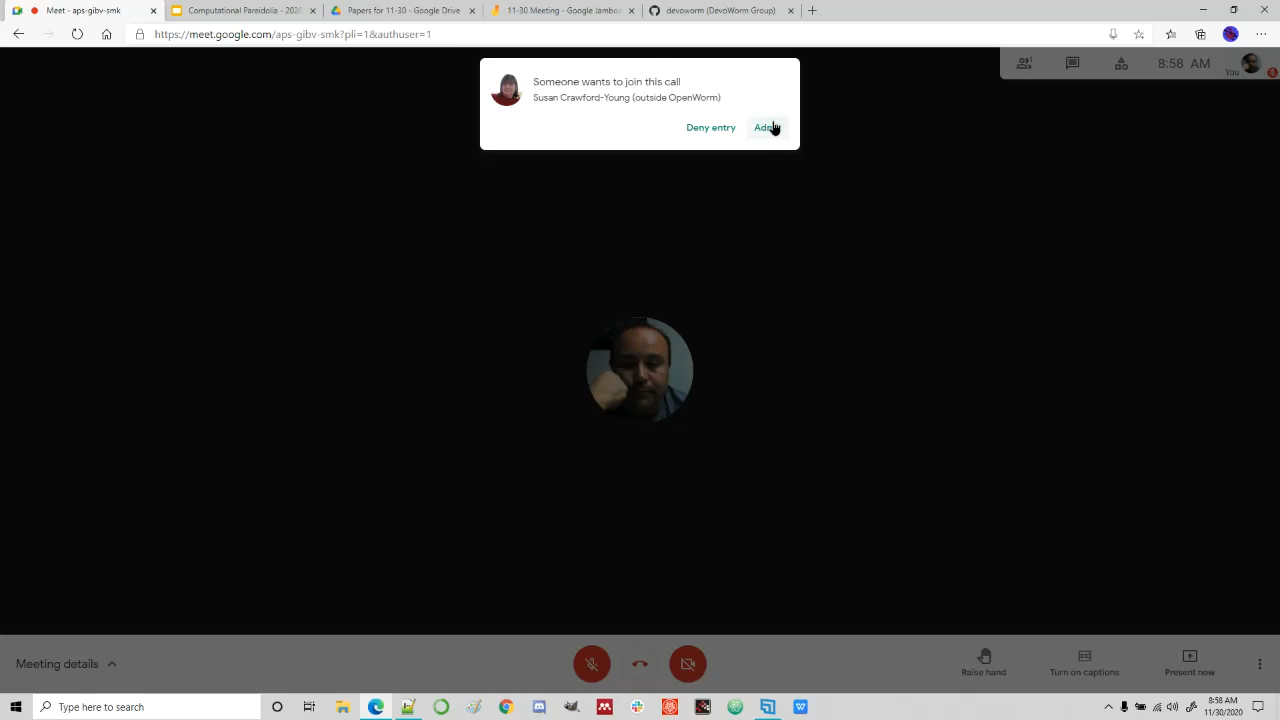 Meet - aps-gibv-smk
Computational Pareidolia - 2020
Papers for 11-30 - Google Drive
11-30 Meeting - Google Jamboa
devoworm (DevoWorm Group)
https://meet.google.com/aps-gibv-smk?pli=1&authuser=1
Someone wants to join this call
Susan Crawford-Young (outside OpenWorm)
Deny entry
8:58 AM
You
Meeting details
Raise hand
Turn on captions
Present now
Type here to search
8:58 AM
11/30/2020